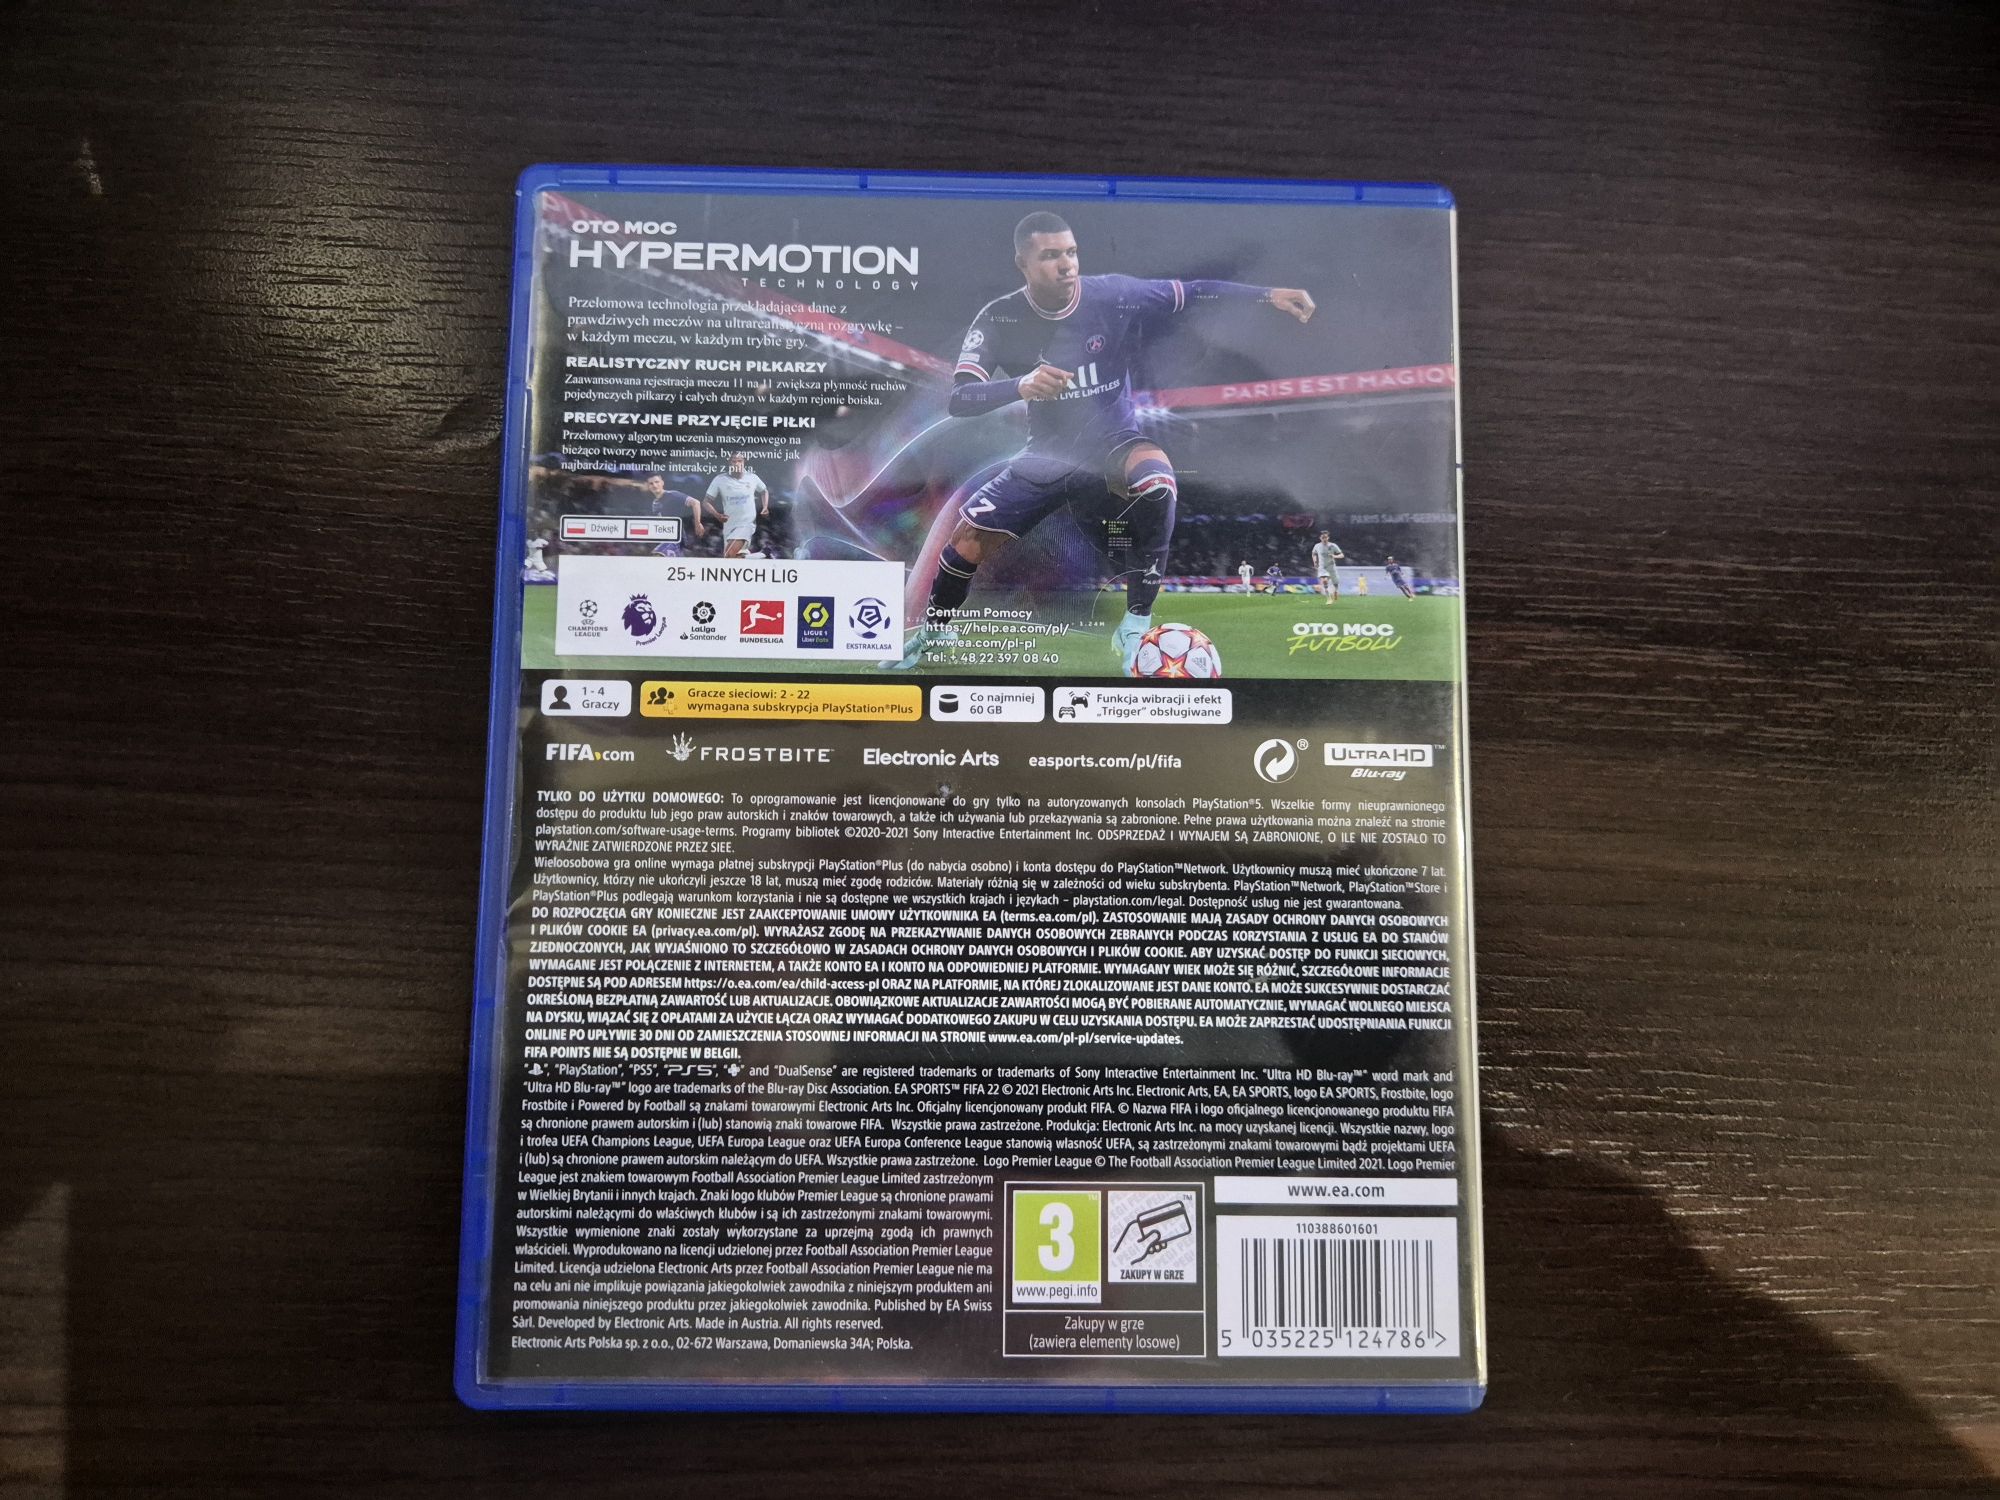 OTO MOC
HYPERMOTION
TECHNOLOGY
Przełomowa technologia przekładająca dane z
prawdziwych meczów na ultrarealistyczną rozgrywkę –
w każdym meczu, w każdym trybie gry.
REALISTYCZNY RUCH PIŁKARZY
Zaawansowana rejestracja meczu 11 na 11 zwiększa płynność ruchów
pojedynczych piłkarzy i całych drużyn w każdym rejonie boiska.
PRECYZYJNE PRZYJĘCIE PIŁKI
Przełomowy algorytm uczenia maszynowego na
bieżąco tworzy nowe animacje, by zapewnić jak
najbardziej naturalne interakcje z piłką.
PARIS EST MAGIQU
LIVE LIMITLESS
7
Dźwięk Tekst
25+ INNYCH LIG
CHAMPIONS LEAGUE
Premier League
LaLiga Santander
BUNDESLIGA
LIGUE 1 Uber Eats
EKSTRAKLASA
Centrum Pomocy
https://help.ea.com/pl/
www.ea.com/pl-pl
Tel: + 48 22 397 08 40
1.24M
OTO MOC
FUTBOLU
1 - 4
Graczy
Gracze sieciowi: 2 - 22
wymagana subskrypcja PlayStation®Plus
Co najmniej
60 GB
Funkcja wibracji i efekt
„Trigger” obsługiwane
FIFA.com FROSTBITE Electronic Arts easports.com/pl/fifa ® ULTRA HD™ Blu-ray
TYLKO DO UŻYTKU DOMOWEGO: To oprogramowanie jest licencjonowane do gry tylko na autoryzowanych konsolach PlayStation®5. Wszelkie formy nieuprawnionego
dostępu do produktu lub jego praw autorskich i znaków towarowych, a także ich używania lub przekazywania są zabronione. Pełne prawa użytkowania można znaleźć na stronie
playstation.com/software-usage-terms. Programy bibliotek ©2020-2021 Sony Interactive Entertainment Inc. ODSPRZEDAŻ I WYNAJEM SĄ ZABRONIONE, O ILE NIE ZOSTAŁO TO
WYRAŹNIE ZATWIERDZONE PRZEZ SIEE.
Wieloosobowa gra online wymaga płatnej subskrypcji PlayStation®Plus (do nabycia osobno) i konta dostępu do PlayStation™Network. Użytkownicy muszą mieć ukończone 7 lat.
Użytkownicy, którzy nie ukończyli jeszcze 18 lat, muszą mieć zgodę rodziców. Materiały różnią się w zależności od wieku subskrybenta. PlayStation™Network, PlayStation™Store i
PlayStation®Plus podlegają warunkom korzystania i nie są dostępne we wszystkich krajach i językach – playstation.com/legal. Dostępność usług nie jest gwarantowana.
DO ROZPOCZĘCIA GRY KONIECZNE JEST ZAAKCEPTOWANIE UMOWY UŻYTKOWNIKA EA (terms.ea.com/pl). ZASTOSOWANIE MAJĄ ZASADY OCHRONY DANYCH OSOBOWYCH
I PLIKÓW COOKIE EA (privacy.ea.com/pl). WYRAŻASZ ZGODĘ NA PRZEKAZYWANIE DANYCH OSOBOWYCH ZEBRANYCH PODCZAS KORZYSTANIA Z USŁUG EA DO STANÓW
ZJEDNOCZONYCH, JAK WYJAŚNIONO TO SZCZEGÓŁOWO W ZASADACH OCHRONY DANYCH OSOBOWYCH I PLIKÓW COOKIE. ABY UZYSKAĆ DOSTĘP DO FUNKCJI SIECIOWYCH,
WYMAGANE JEST POŁĄCZENIE Z INTERNETEM, A TAKŻE KONTO EA I KONTO NA ODPOWIEDNIEJ PLATFORMIE. WYMAGANY WIEK MOŻE SIĘ RÓŻNIĆ, SZCZEGÓŁOWE INFORMACJE
DOSTĘPNE SĄ POD ADRESEM https://o.ea.com/ea/child-access-pl ORAZ NA PLATFORMIE, NA KTÓREJ ZLOKALIZOWANE JEST DANE KONTO. EA MOŻE SUKCESYWNIE DOSTARCZAĆ
OKREŚLONĄ BEZPŁATNĄ ZAWARTOŚĆ LUB AKTUALIZACJE. OBOWIĄZKOWE AKTUALIZACJE ZAWARTOŚCI MOGĄ BYĆ POBIERANE AUTOMATYCZNIE, WYMAGAĆ WOLNEGO MIEJSCA
NA DYSKU, WIĄZAĆ SIĘ Z OPŁATAMI ZA UŻYCIE ŁĄCZA ORAZ WYMAGAĆ DODATKOWEGO ZAKUPU W CELU UZYSKANIA DOSTĘPU. EA MOŻE ZAPRZESTAĆ UDOSTĘPNIANIA FUNKCJI
ONLINE PO UPŁYWIE 30 DNI OD ZAMIESZCZENIA STOSOWNEJ INFORMACJI NA STRONIE www.ea.com/pl-pl/service-updates.
FIFA POINTS NIE SĄ DOSTĘPNE W BELGII.
“ ”, “PlayStation”, “PS5”, “PS5”, “ ” and “DualSense” are registered trademarks or trademarks of Sony Interactive Entertainment Inc. “Ultra HD Blu-ray™” word mark and
“Ultra HD Blu-ray™” logo are trademarks of the Blu-ray Disc Association. EA SPORTS™ FIFA 22 © 2021 Electronic Arts Inc. Electronic Arts, EA, EA SPORTS, logo EA SPORTS, Frostbite, logo
Frostbite i Powered by Football są znakami towarowymi Electronic Arts Inc. Oficjalny licencjonowany produkt FIFA. © Nazwa FIFA i logo oficjalnego licencjonowanego produktu FIFA
są chronione prawem autorskim i (lub) stanowią znaki towarowe FIFA. Wszystkie prawa zastrzeżone. Produkcja: Electronic Arts Inc. na mocy uzyskanej licencji. Wszystkie nazwy, logo
i trofea UEFA Champions League, UEFA Europa League oraz UEFA Europa Conference League stanowią własność UEFA, są zastrzeżonymi znakami towarowymi bądź projektami UEFA
i (lub) są chronione prawem autorskim należącym do UEFA. Wszystkie prawa zastrzeżone. Logo Premier League © The Football Association Premier League Limited 2021. Logo Premier
League jest znakiem towarowym Football Association Premier League Limited zastrzeżonym
w Wielkiej Brytanii i innych krajach. Znaki logo klubów Premier League są chronione prawami
autorskimi należącymi do właściwych klubów i są ich zastrzeżonymi znakami towarowymi.
Wszystkie wymienione znaki zostały wykorzystane za uprzejmą zgodą ich prawnych
właścicieli. Wyprodukowano na licencji udzielonej przez Football Association Premier League
Limited. Licencja udzielona Electronic Arts przez Football Association Premier League nie ma
na celu ani nie implikuje powiązania jakiegokolwiek zawodnika z niniejszym produktem ani
promowania niniejszego produktu przez jakiegokolwiek zawodnika. Published by EA Swiss
Sàrl. Developed by Electronic Arts. Made in Austria. All rights reserved.
Electronic Arts Polska sp. z o.o., 02-672 Warszawa, Domaniewska 34A; Polska.
3
www.pegi.info
ZAKUPY W GRZE
Zakupy w grze
(zawiera elementy losowe)
www.ea.com
110388601601
5 035225 124786 >